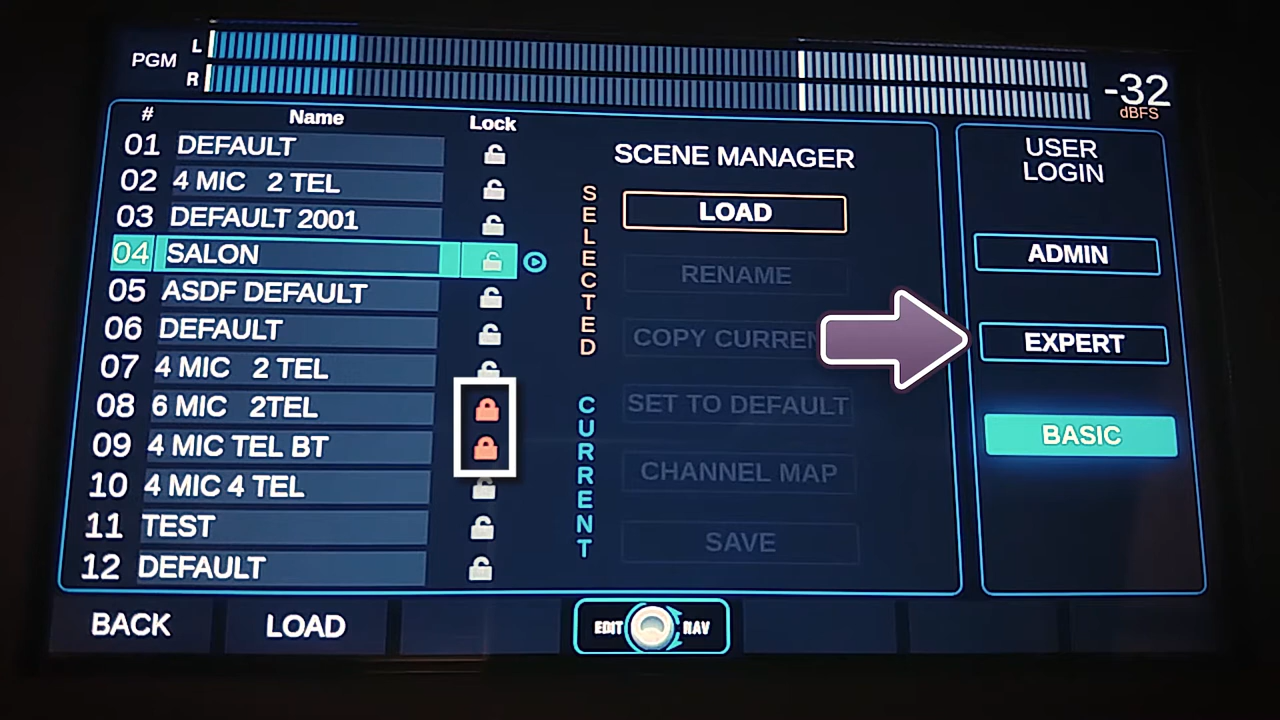 PGM L
R
-32
dBFS
# Name Lock
01 DEFAULT
02 4 MIC 2 TEL
03 DEFAULT 2001
04 SALON
05 ASDF DEFAULT
06 DEFAULT
07 4 MIC 2 TEL
08 6 MIC 2TEL
09 4 MIC TEL BT
10 4 MIC 4 TEL
11 TEST
12 DEFAULT
SCENE MANAGER
SELECTED
LOAD
RENAME
COPY CURREN
CURRENT
SET TO DEFAULT
CHANNEL MAP
SAVE
USER
LOGIN
ADMIN
EXPERT
BASIC
BACK LOAD EDIT NAV